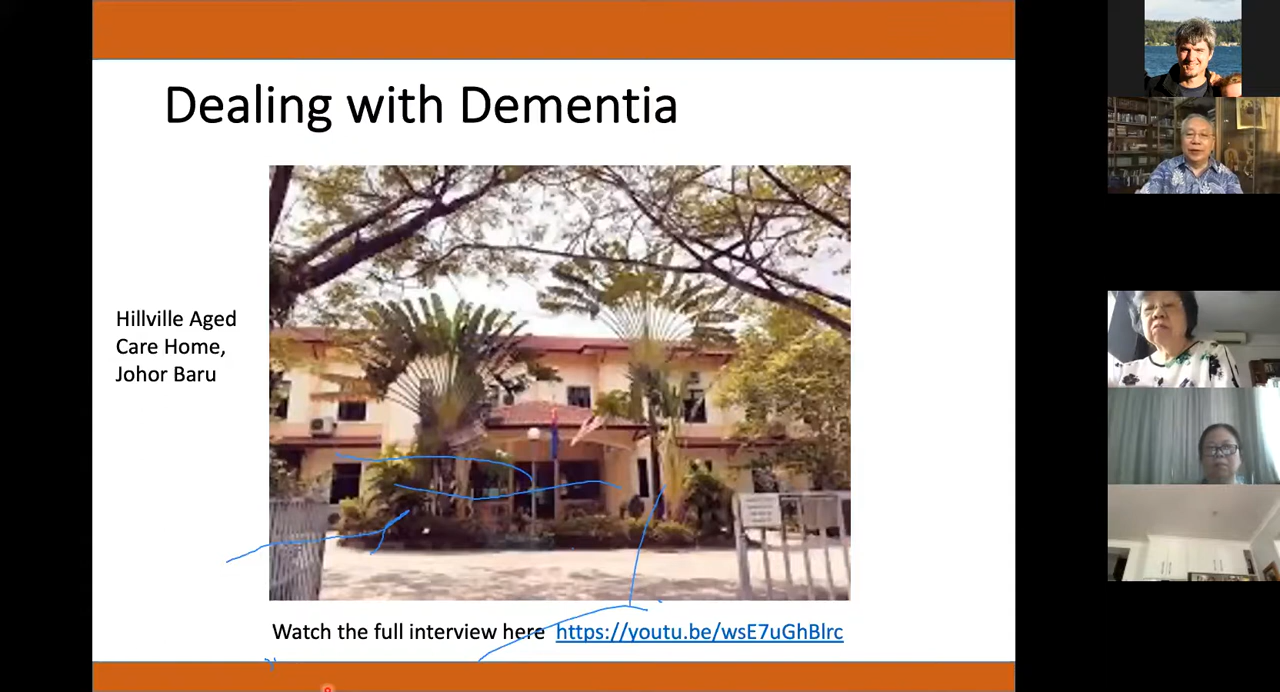 Dealing with Dementia
Hillville Aged
Care Home,
Johor Baru
Watch the full interview here https://youtu.be/wsE7uGhBlrc